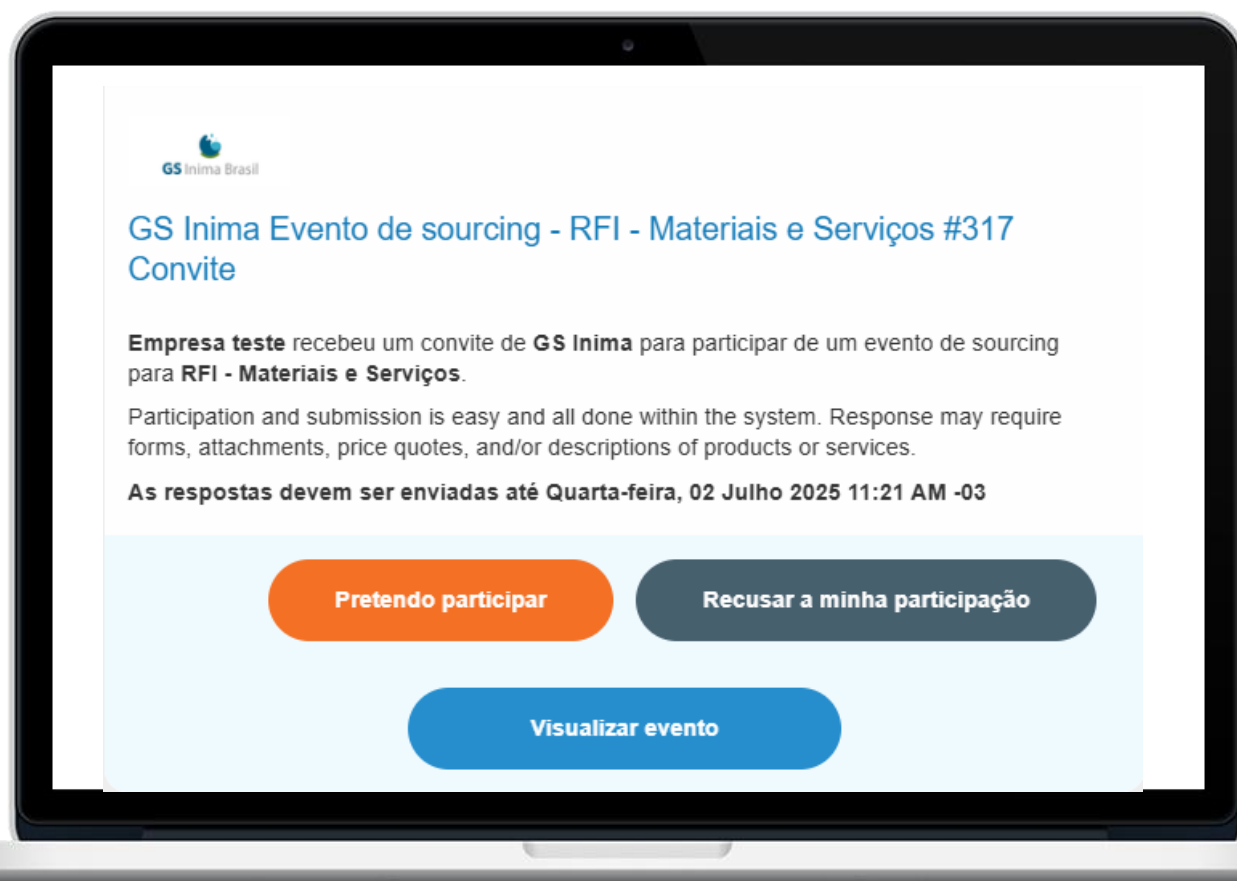 GS Inima Brasil
GS Inima Evento de sourcing - RFI - Materiais e Serviços #317
Convite
Empresa teste recebeu um convite de GS Inima para participar de um evento de sourcing
para RFI - Materiais e Serviços.
Participation and submission is easy and all done within the system. Response may require
forms, attachments, price quotes, and/or descriptions of products or services.
As respostas devem ser enviadas até Quarta-feira, 02 Julho 2025 11:21 AM -03
Pretendo participar
Recusar a minha participação
Visualizar evento